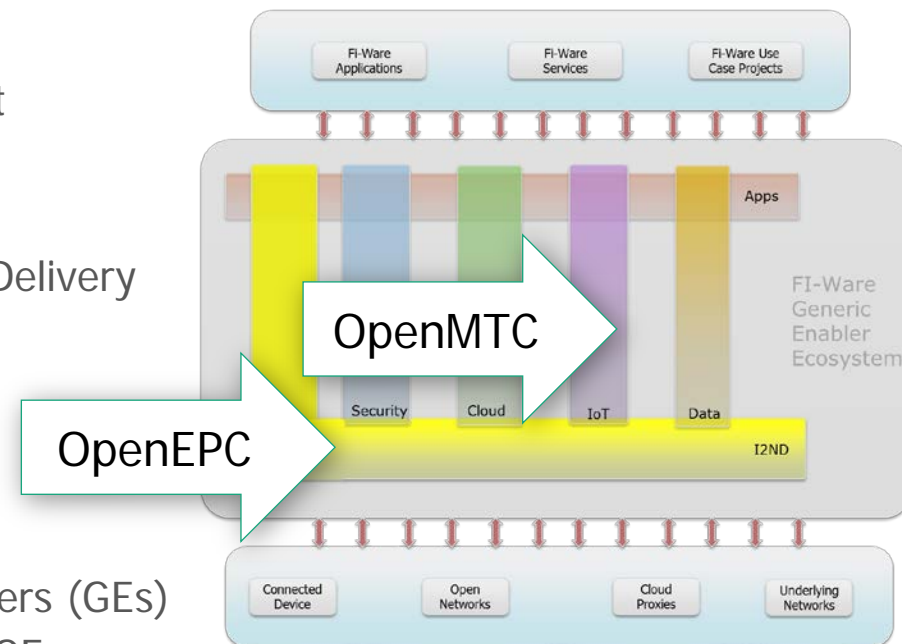 Fi-Ware
Applications
Fi-Ware
Services
Fi-Ware Use
Case Projects
t
Apps
Delivery
FI-Ware
Generic
Enabler
Ecosystem
OpenMTC
Security
Cloud
IoT
Data
OpenEPC
I2ND
Connected
Device
Open
Networks
Cloud
Proxies
Underlying
Networks
ers (GEs)